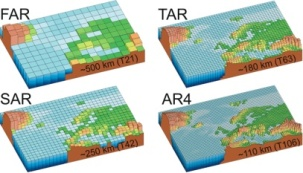 FAR
~500 km (T21)
TAR
~180 km (T63)
SAR
~250 km (T42)
AR4
~110 km (T106)